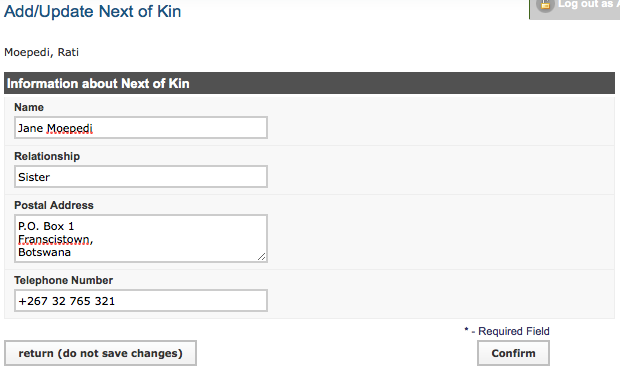 Add/Update Next of Kin
Log out as A
Moepedi, Rati
Information about Next of Kin
Name
Jane Moepedi
Relationship
Sister
Postal Address
P.O. Box 1
Franscistown,
Botswana
Telephone Number
+267 32 765 321
* - Required Field
return (do not save changes)
Confirm